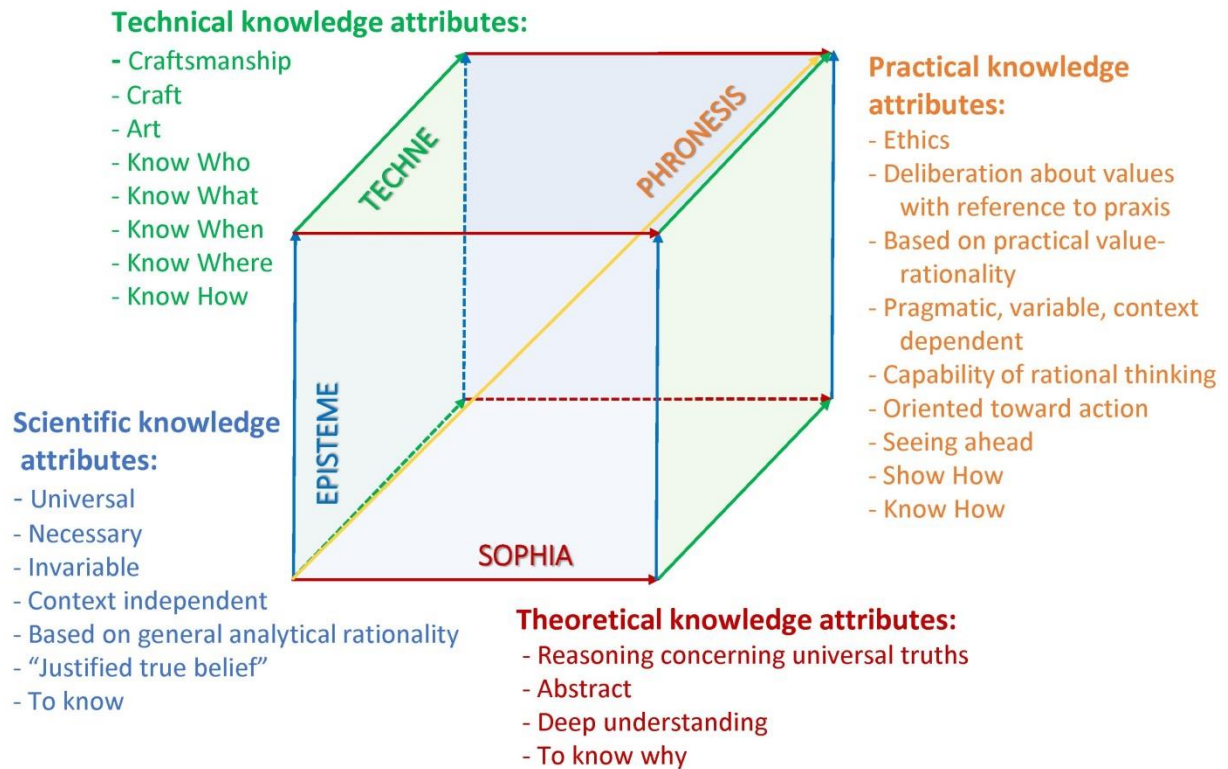 Technical knowledge attributes:
- Craftsmanship
- Craft
- Art
- Know Who
- Know What
- Know When
- Know Where
- Know How
TECHNE
PHRONESIS
Practical knowledge
attributes:
- Ethics
- Deliberation about values
with reference to praxis
- Based on practical value-
rationality
- Pragmatic, variable, context
dependent
- Capability of rational thinking
- Oriented toward action
- Seeing ahead
- Show How
- Know How
Scientific knowledge
attributes:
- Universal
- Necessary
- Invariable
- Context independent
- Based on general analytical rationality
- “Justified true belief”
- To know
EPISTEME
SOPHIA
Theoretical knowledge attributes:
- Reasoning concerning universal truths
- Abstract
- Deep understanding
- To know why